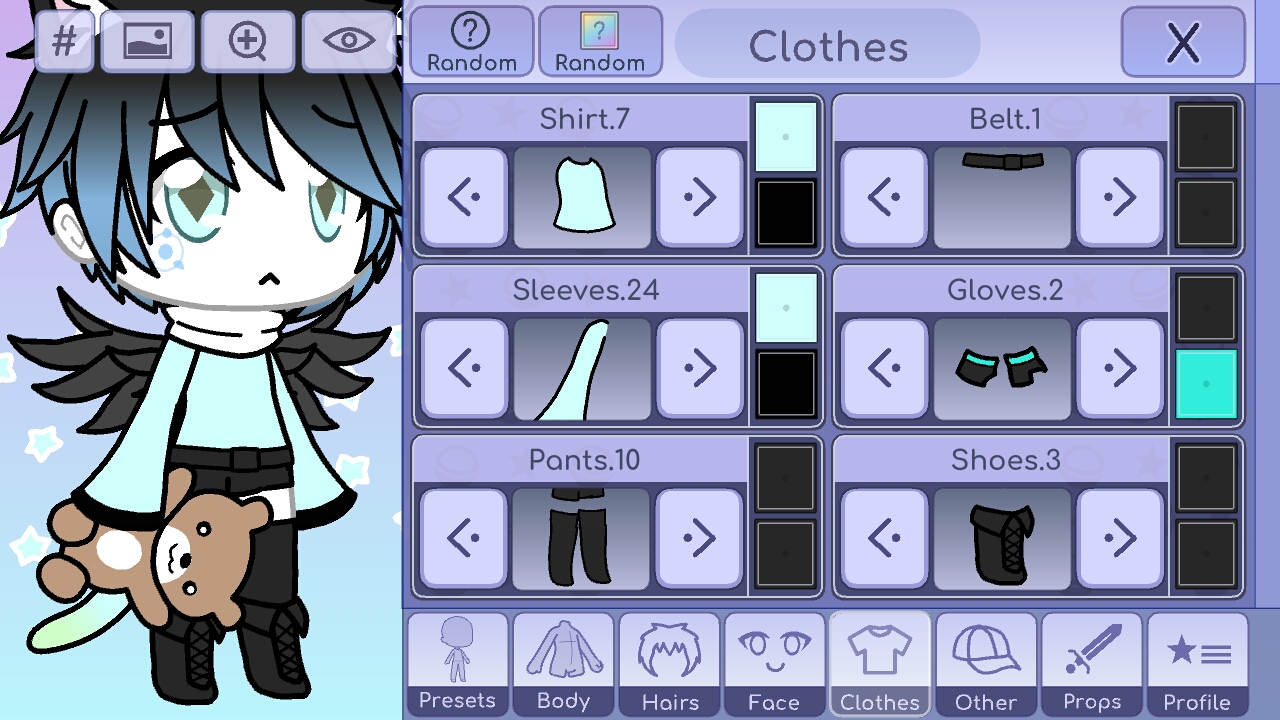 #
? Random
? Random
Clothes
X
Shirt.7
Belt.1
Sleeves.24
Gloves.2
Pants.10
Shoes.3
Presets
Body
Hairs
Face
Clothes
Other
Props
Profile